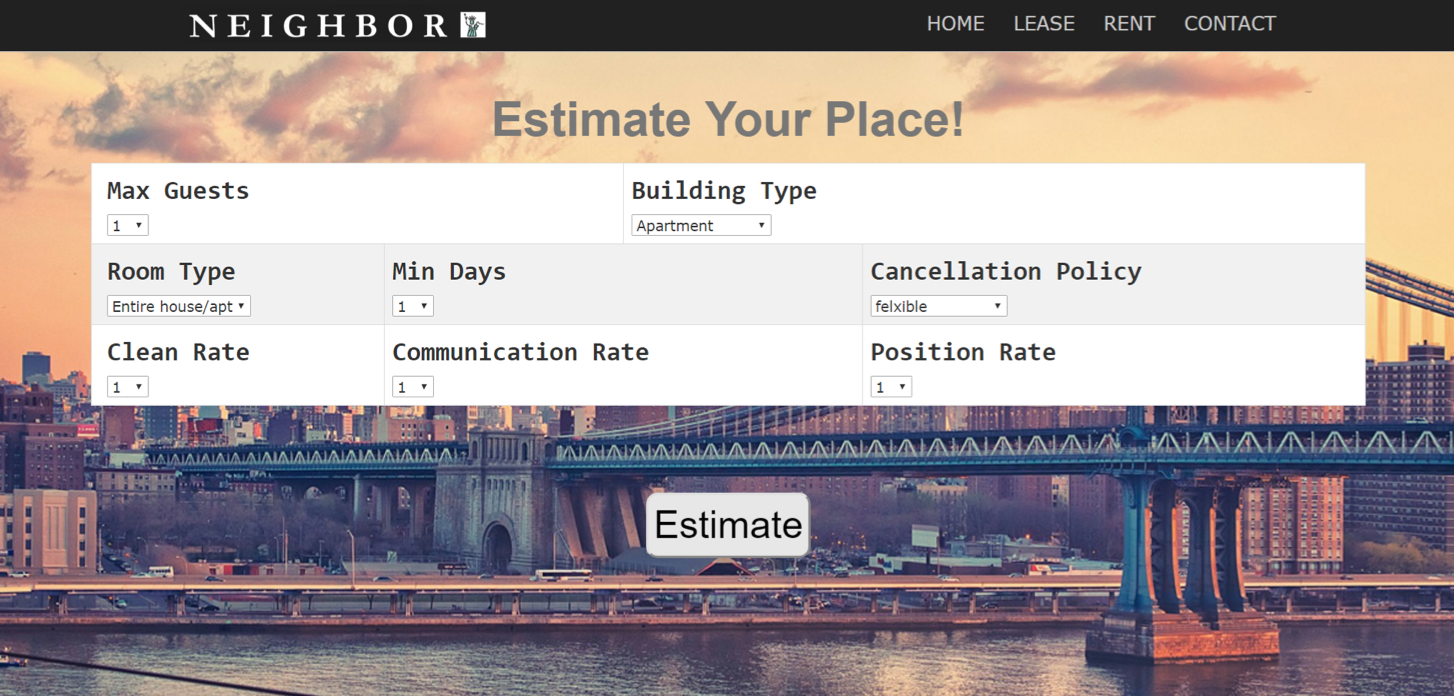 NEIGHBOR
HOME LEASE RENT CONTACT
Estimate Your Place!
Max Guests Building Type
1 Apartment
Room Type Min Days Cancellation Policy
Entire house/apt 1 felxible
Clean Rate Communication Rate Position Rate
1 1 1
Estimate